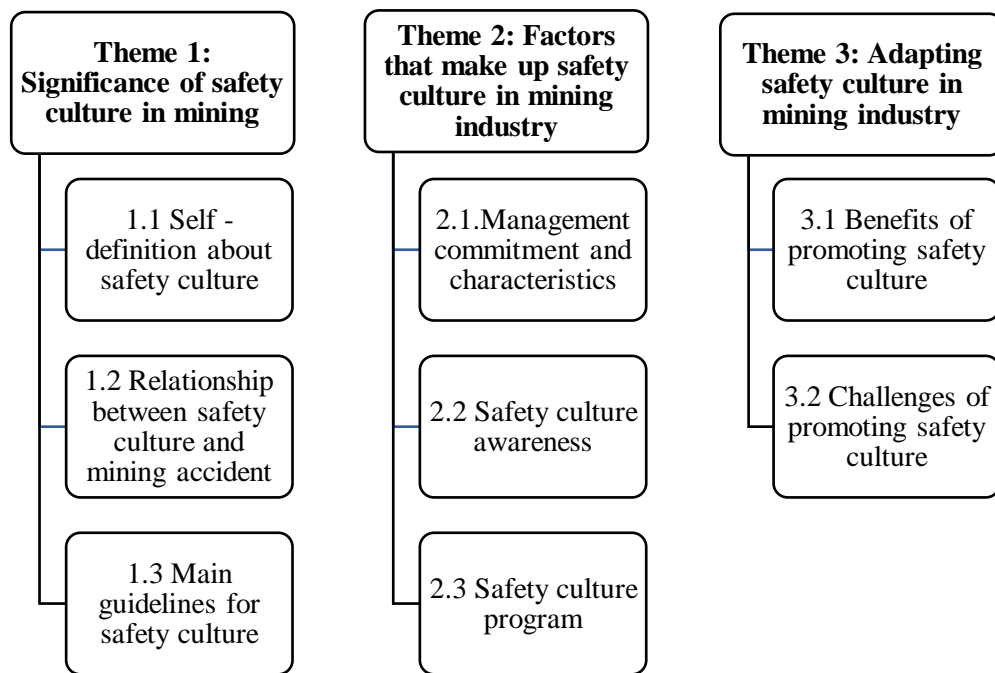 Theme 1:
Significance of safety
culture in mining
1.1 Self -
definition about
safety culture
1.2 Relationship
between safety
culture and
mining accident
1.3 Main
guidelines for
safety culture
Theme 2: Factors
that make up safety
culture in mining
industry
2.1.Management
commitment and
characteristics
2.2 Safety culture
awareness
2.3 Safety culture
program
Theme 3: Adapting
safety culture in
mining industry
3.1 Benefits of
promoting safety
culture
3.2 Challenges of
promoting safety
culture